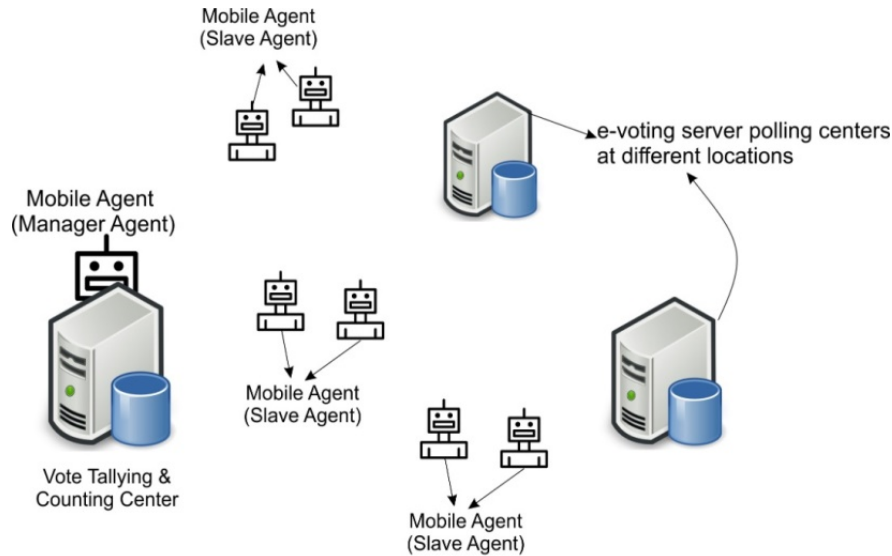 Mobile Agent
(Slave Agent)
e-voting server polling centers
at different locations
Mobile Agent
(Manager Agent)
Mobile Agent
(Slave Agent)
Vote Tallying &
Counting Center
Mobile Agent
(Slave Agent)